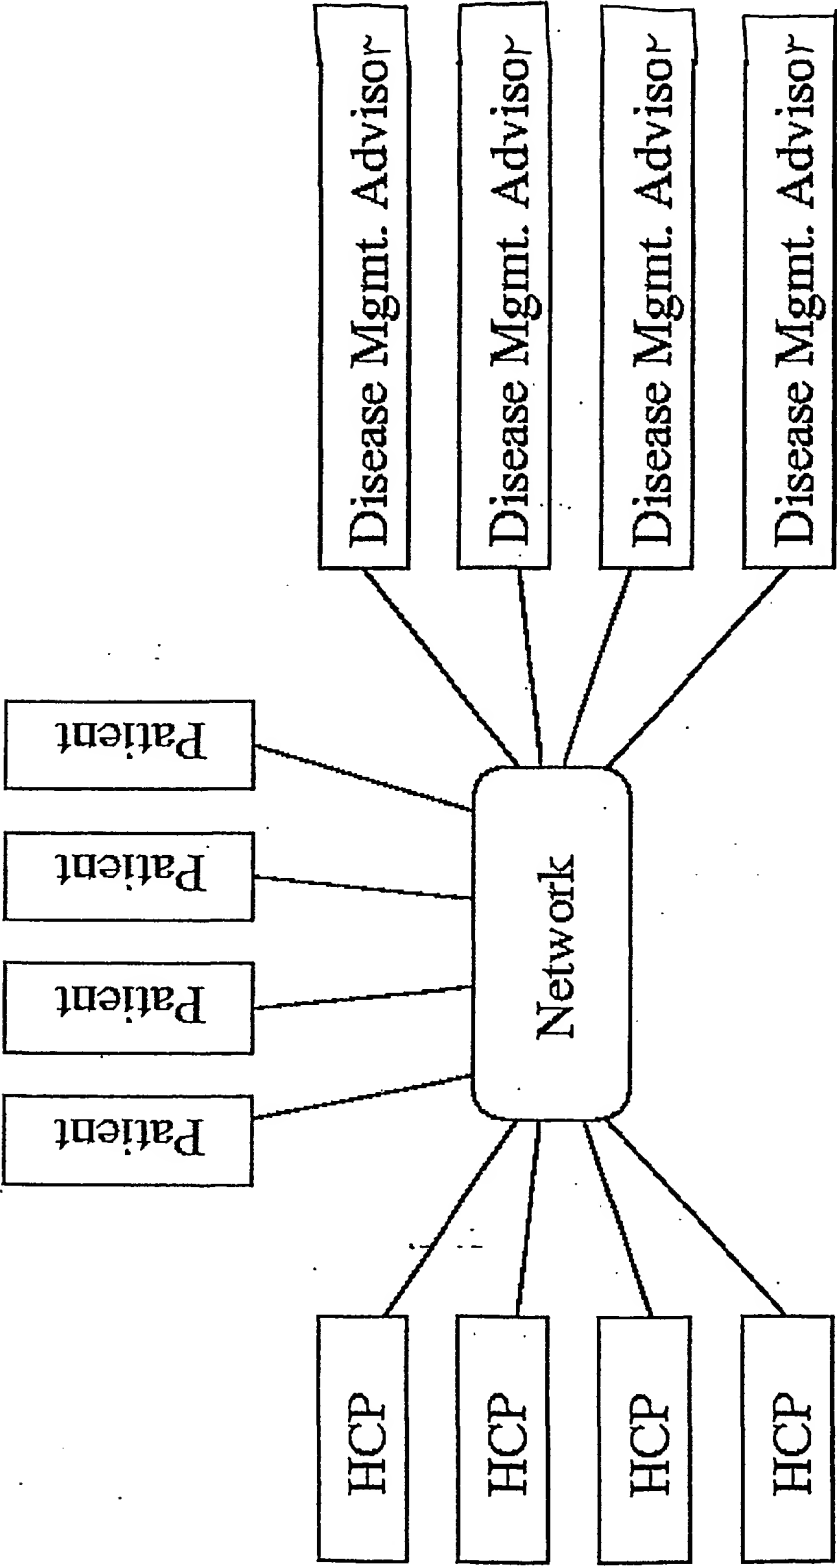 Disease Mgmt. Advisor
Disease Mgmt. Advisor
Disease Mgmt. Advisor
Disease Mgmt. Advisor
Patient
Patient
Patient
Patient
Network
HCP
HCP
HCP
HCP